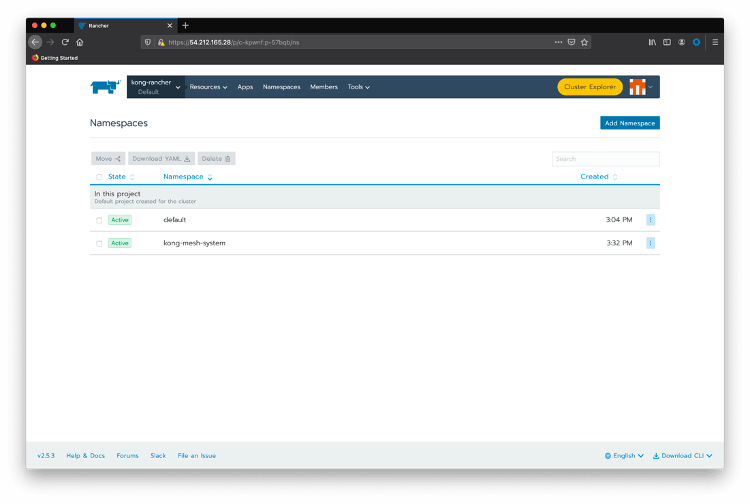 Rancher
https://54.212.165.28/p/c-kpwnf:p-57bqb/ns
Getting Started
kong-rancher
Default
Resources Apps Namespaces Members Tools
Cluster Explorer
Namespaces
Add Namespace
Move Download YAML Delete
Search
State Namespace Created
In this project
Default project created for the cluster
Active default 3:04 PM
Active kong-mesh-system 3:32 PM
v2.5.3 Help & Docs Forums Slack File an Issue English Download CLI